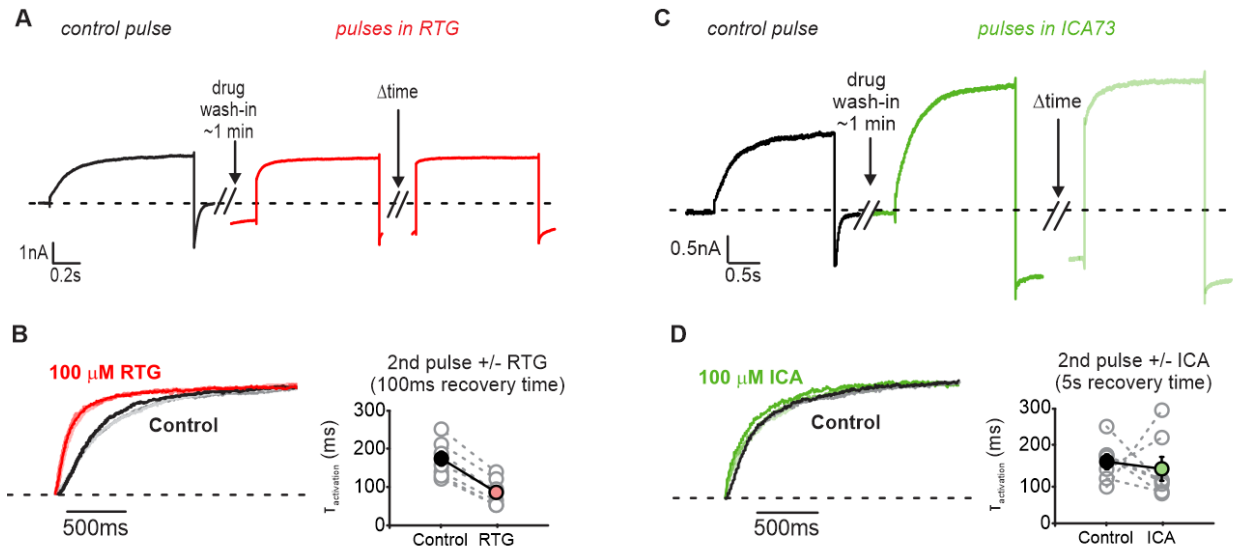 A
control pulse
pulses in RTG
drug
wash-in
~1 min
Δtime
1nA
0.2s
C
control pulse
pulses in ICA73
drug
wash-in
~1 min
Δtime
0.5nA
0.5s
B
100 μM RTG
Control
500ms
2nd pulse +/- RTG
(100ms recovery time)
300
200
100
0
τactivation (ms)
Control
RTG
D
100 μM ICA
Control
500ms
2nd pulse +/- ICA
(5s recovery time)
300
200
100
0
τactivation (ms)
Control
ICA